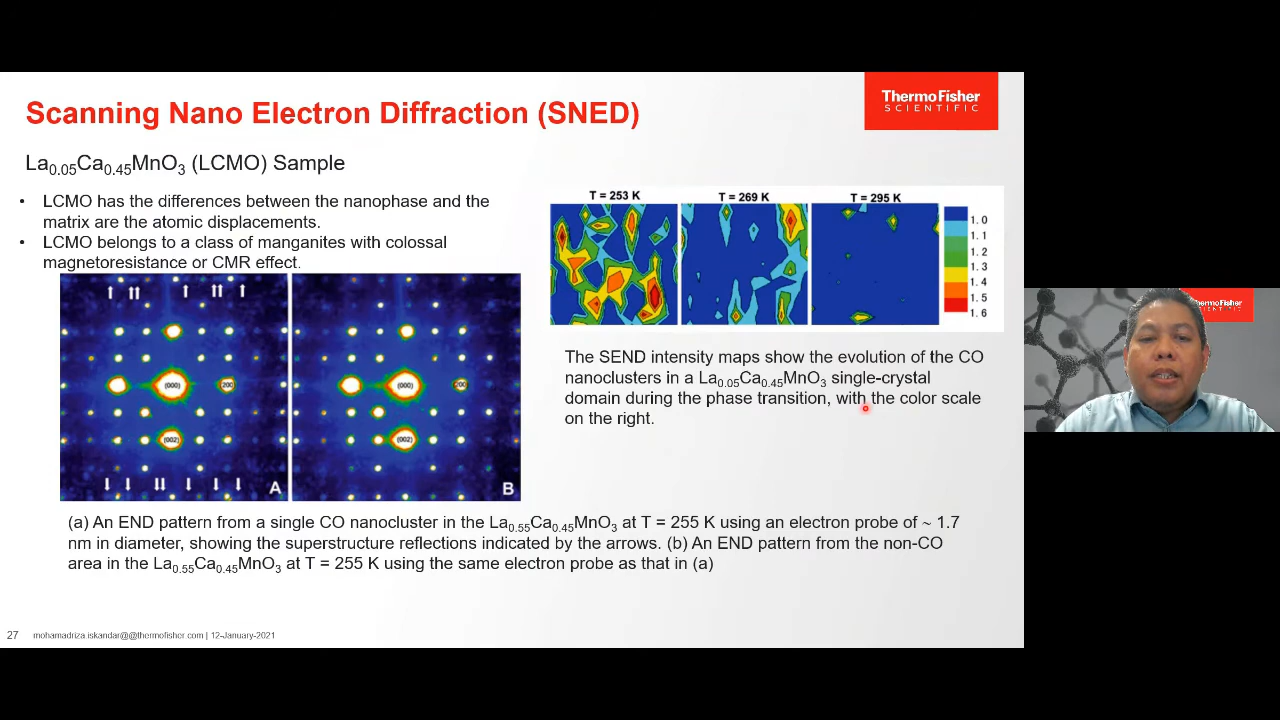 Scanning Nano Electron Diffraction (SNED)
ThermoFisher
SCIENTIFIC
La0.05Ca0.45MnO3 (LCMO) Sample
• LCMO has the differences between the nanophase and the
matrix are the atomic displacements.
• LCMO belongs to a class of manganites with colossal
magnetoresistance or CMR effect.
T = 253 K
T = 269 K
T = 295 K
1.0
1.1
1.2
1.3
1.4
1.5
1.6
(000)
(200)
(002)
A
(000)
(200)
(002)
B
The SEND intensity maps show the evolution of the CO
nanoclusters in a La0.05Ca0.45MnO3 single-crystal
domain during the phase transition, with the color scale
on the right.
(a) An END pattern from a single CO nanocluster in the La0.55Ca0.45MnO3 at T = 255 K using an electron probe of ~ 1.7
nm in diameter, showing the superstructure reflections indicated by the arrows. (b) An END pattern from the non-CO
area in the La0.55Ca0.45MnO3 at T = 255 K using the same electron probe as that in (a)
27 mohamadriza.iskandar@@thermofisher.com | 12-January-2021
ThermoFisher